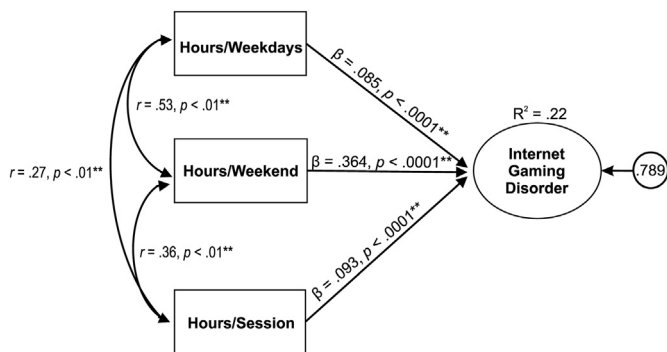 Hours/Weekdays
β = .085, p < .0001**
R² = .22
r = .53, p < .01**
Hours/Weekend
β = .364, p < .0001**
Internet
Gaming
Disorder
.789
r = .27, p < .01**
r = .36, p < .01**
β = .093, p < .0001**
Hours/Session